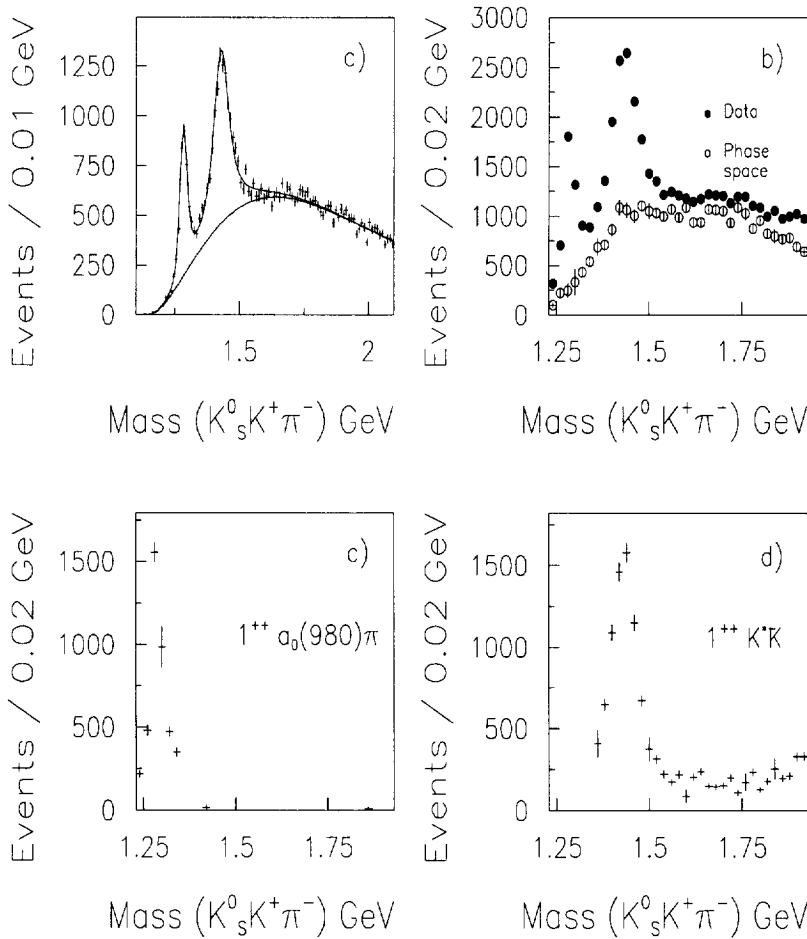 c)
1250
1000
750
500
250
0
1.5
2
Events / 0.01 GeV
Mass (K⁰ₛK⁺π⁻) GeV
b)
3000
2500
2000
1500
1000
500
0
1.25
1.5
1.75
Data
Phase
space
Events / 0.02 GeV
Mass (K⁰ₛK⁺π⁻) GeV
c)
1500
1000
500
0
1.25
1.5
1.75
1⁺⁺ a₀(980)π
Events / 0.02 GeV
Mass (K⁰ₛK⁺π⁻) GeV
d)
1500
1000
500
0
1.25
1.5
1.75
1⁺⁺ K*K̄
Events / 0.02 GeV
Mass (K⁰ₛK⁺π⁻) GeV